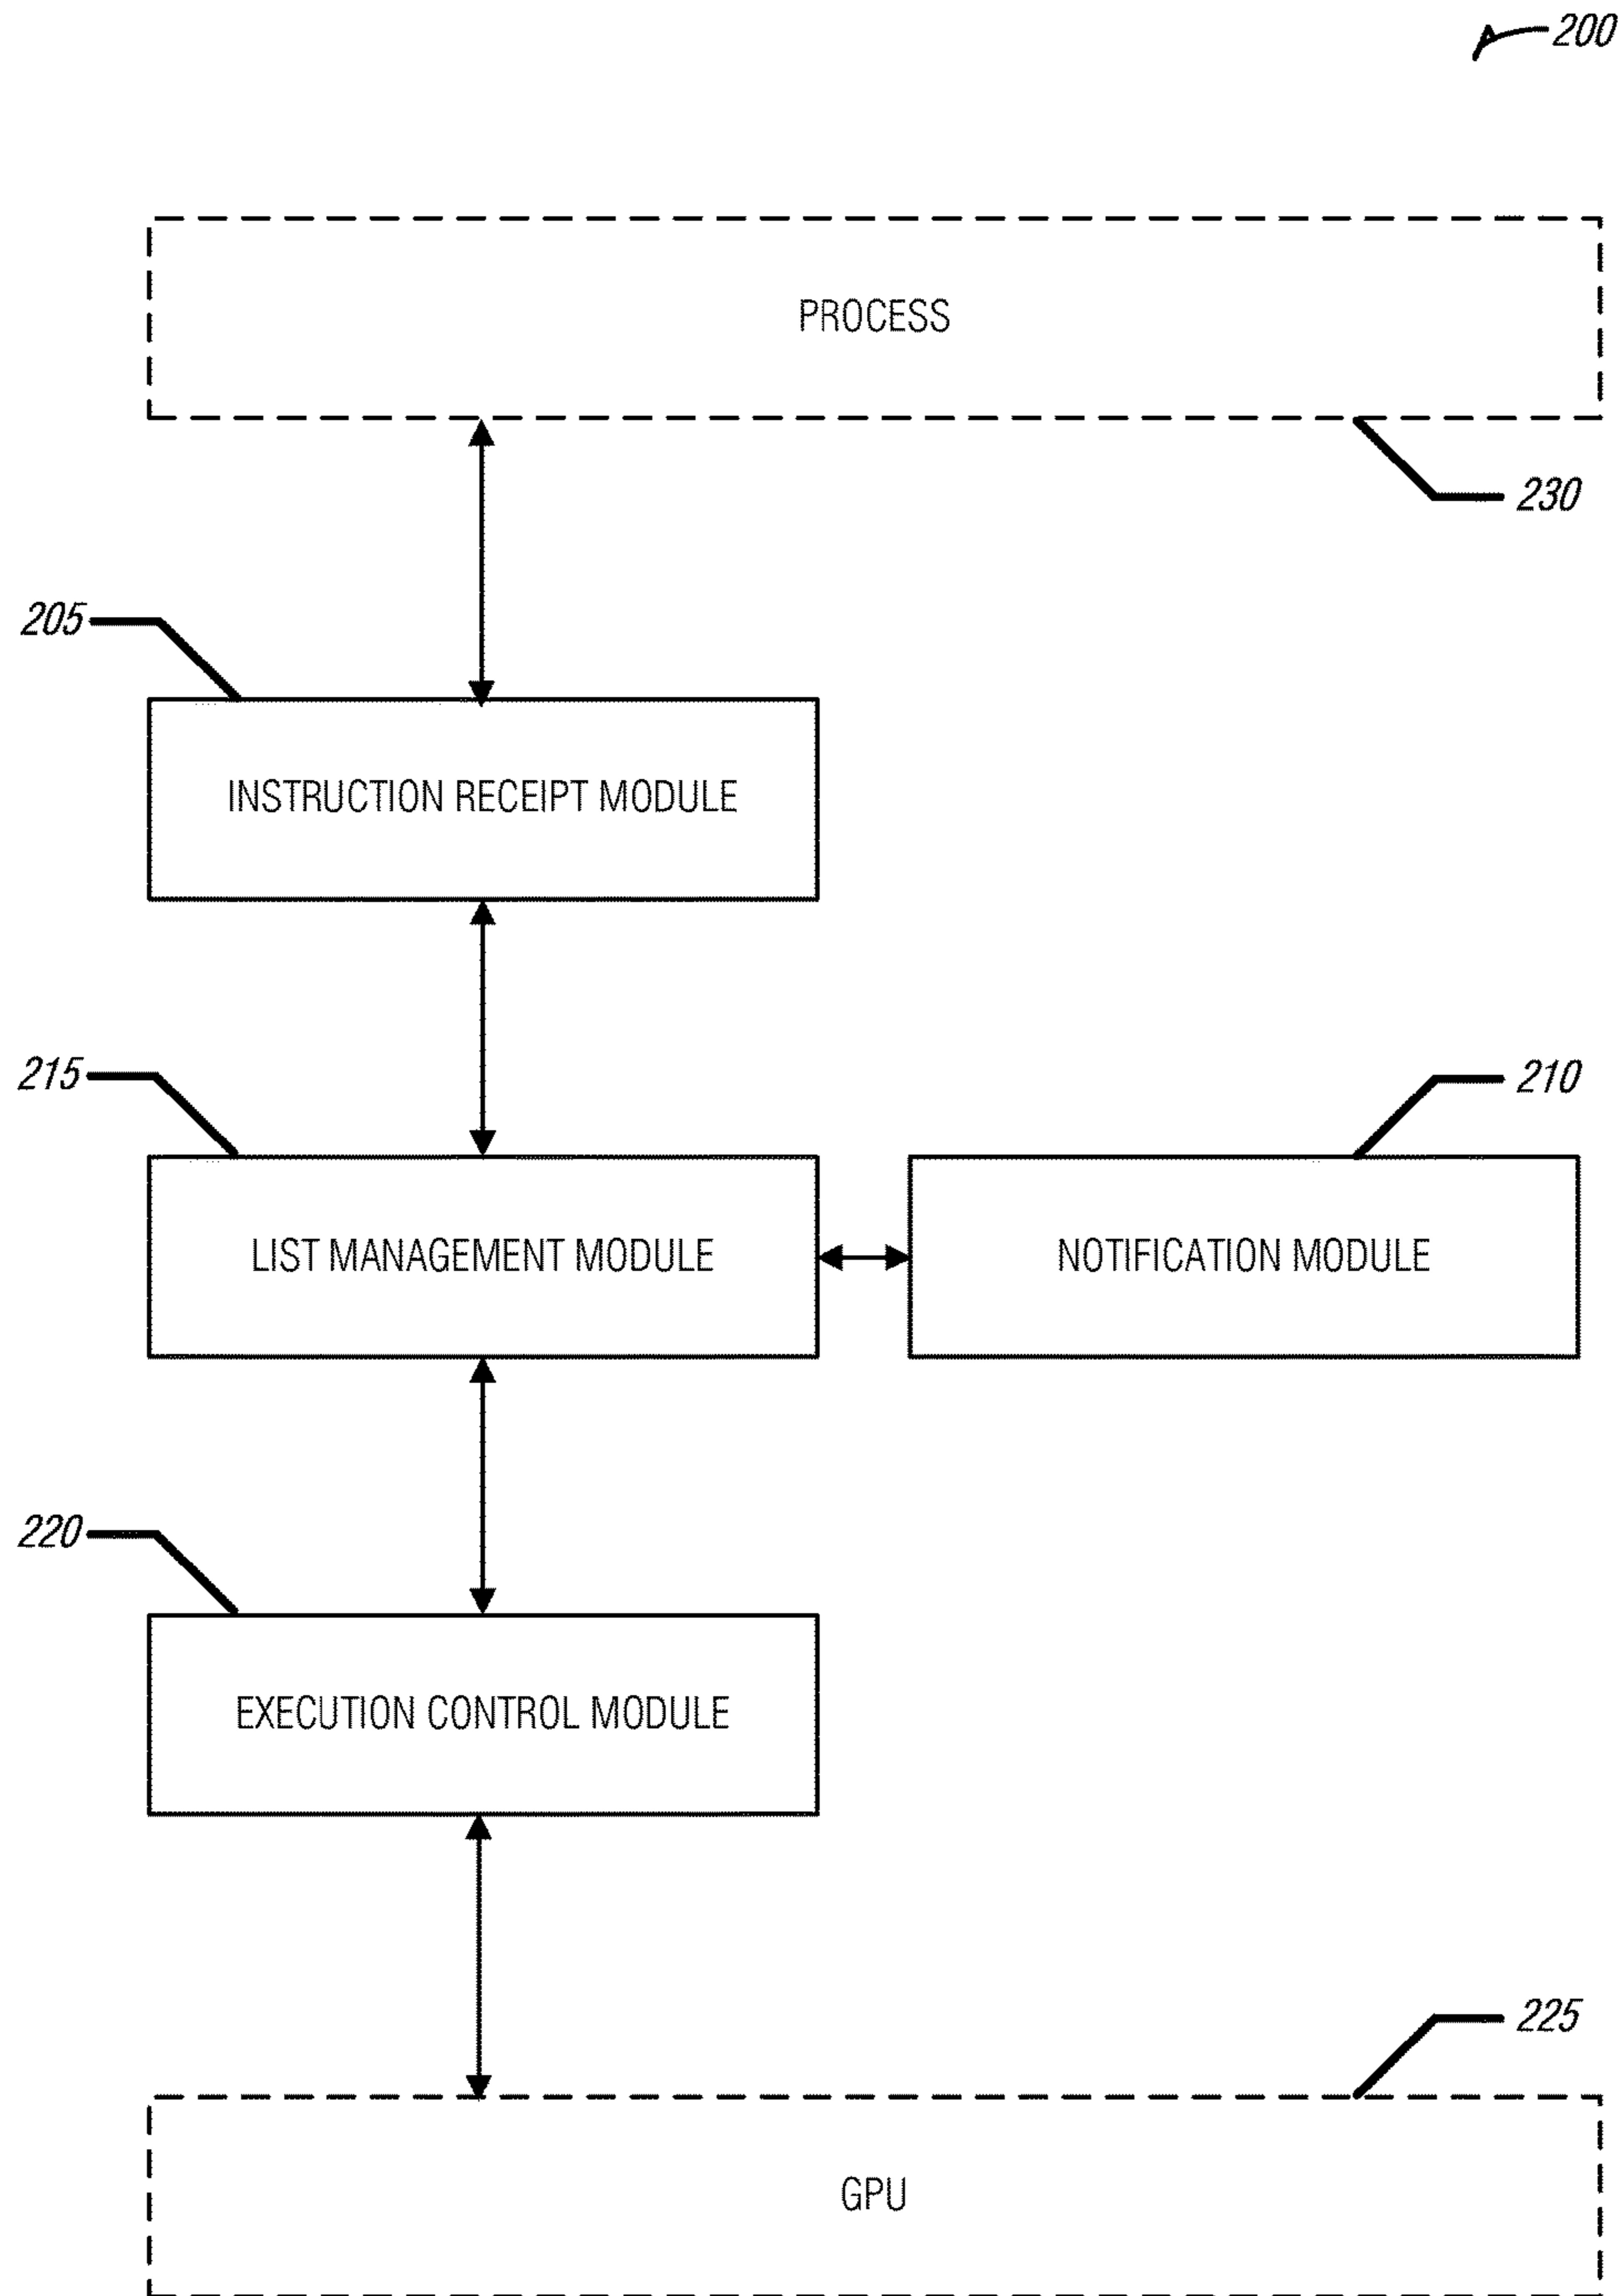 200
PROCESS
230
205
INSTRUCTION RECEIPT MODULE
215
210
LIST MANAGEMENT MODULE
NOTIFICATION MODULE
220
EXECUTION CONTROL MODULE
225
GPU